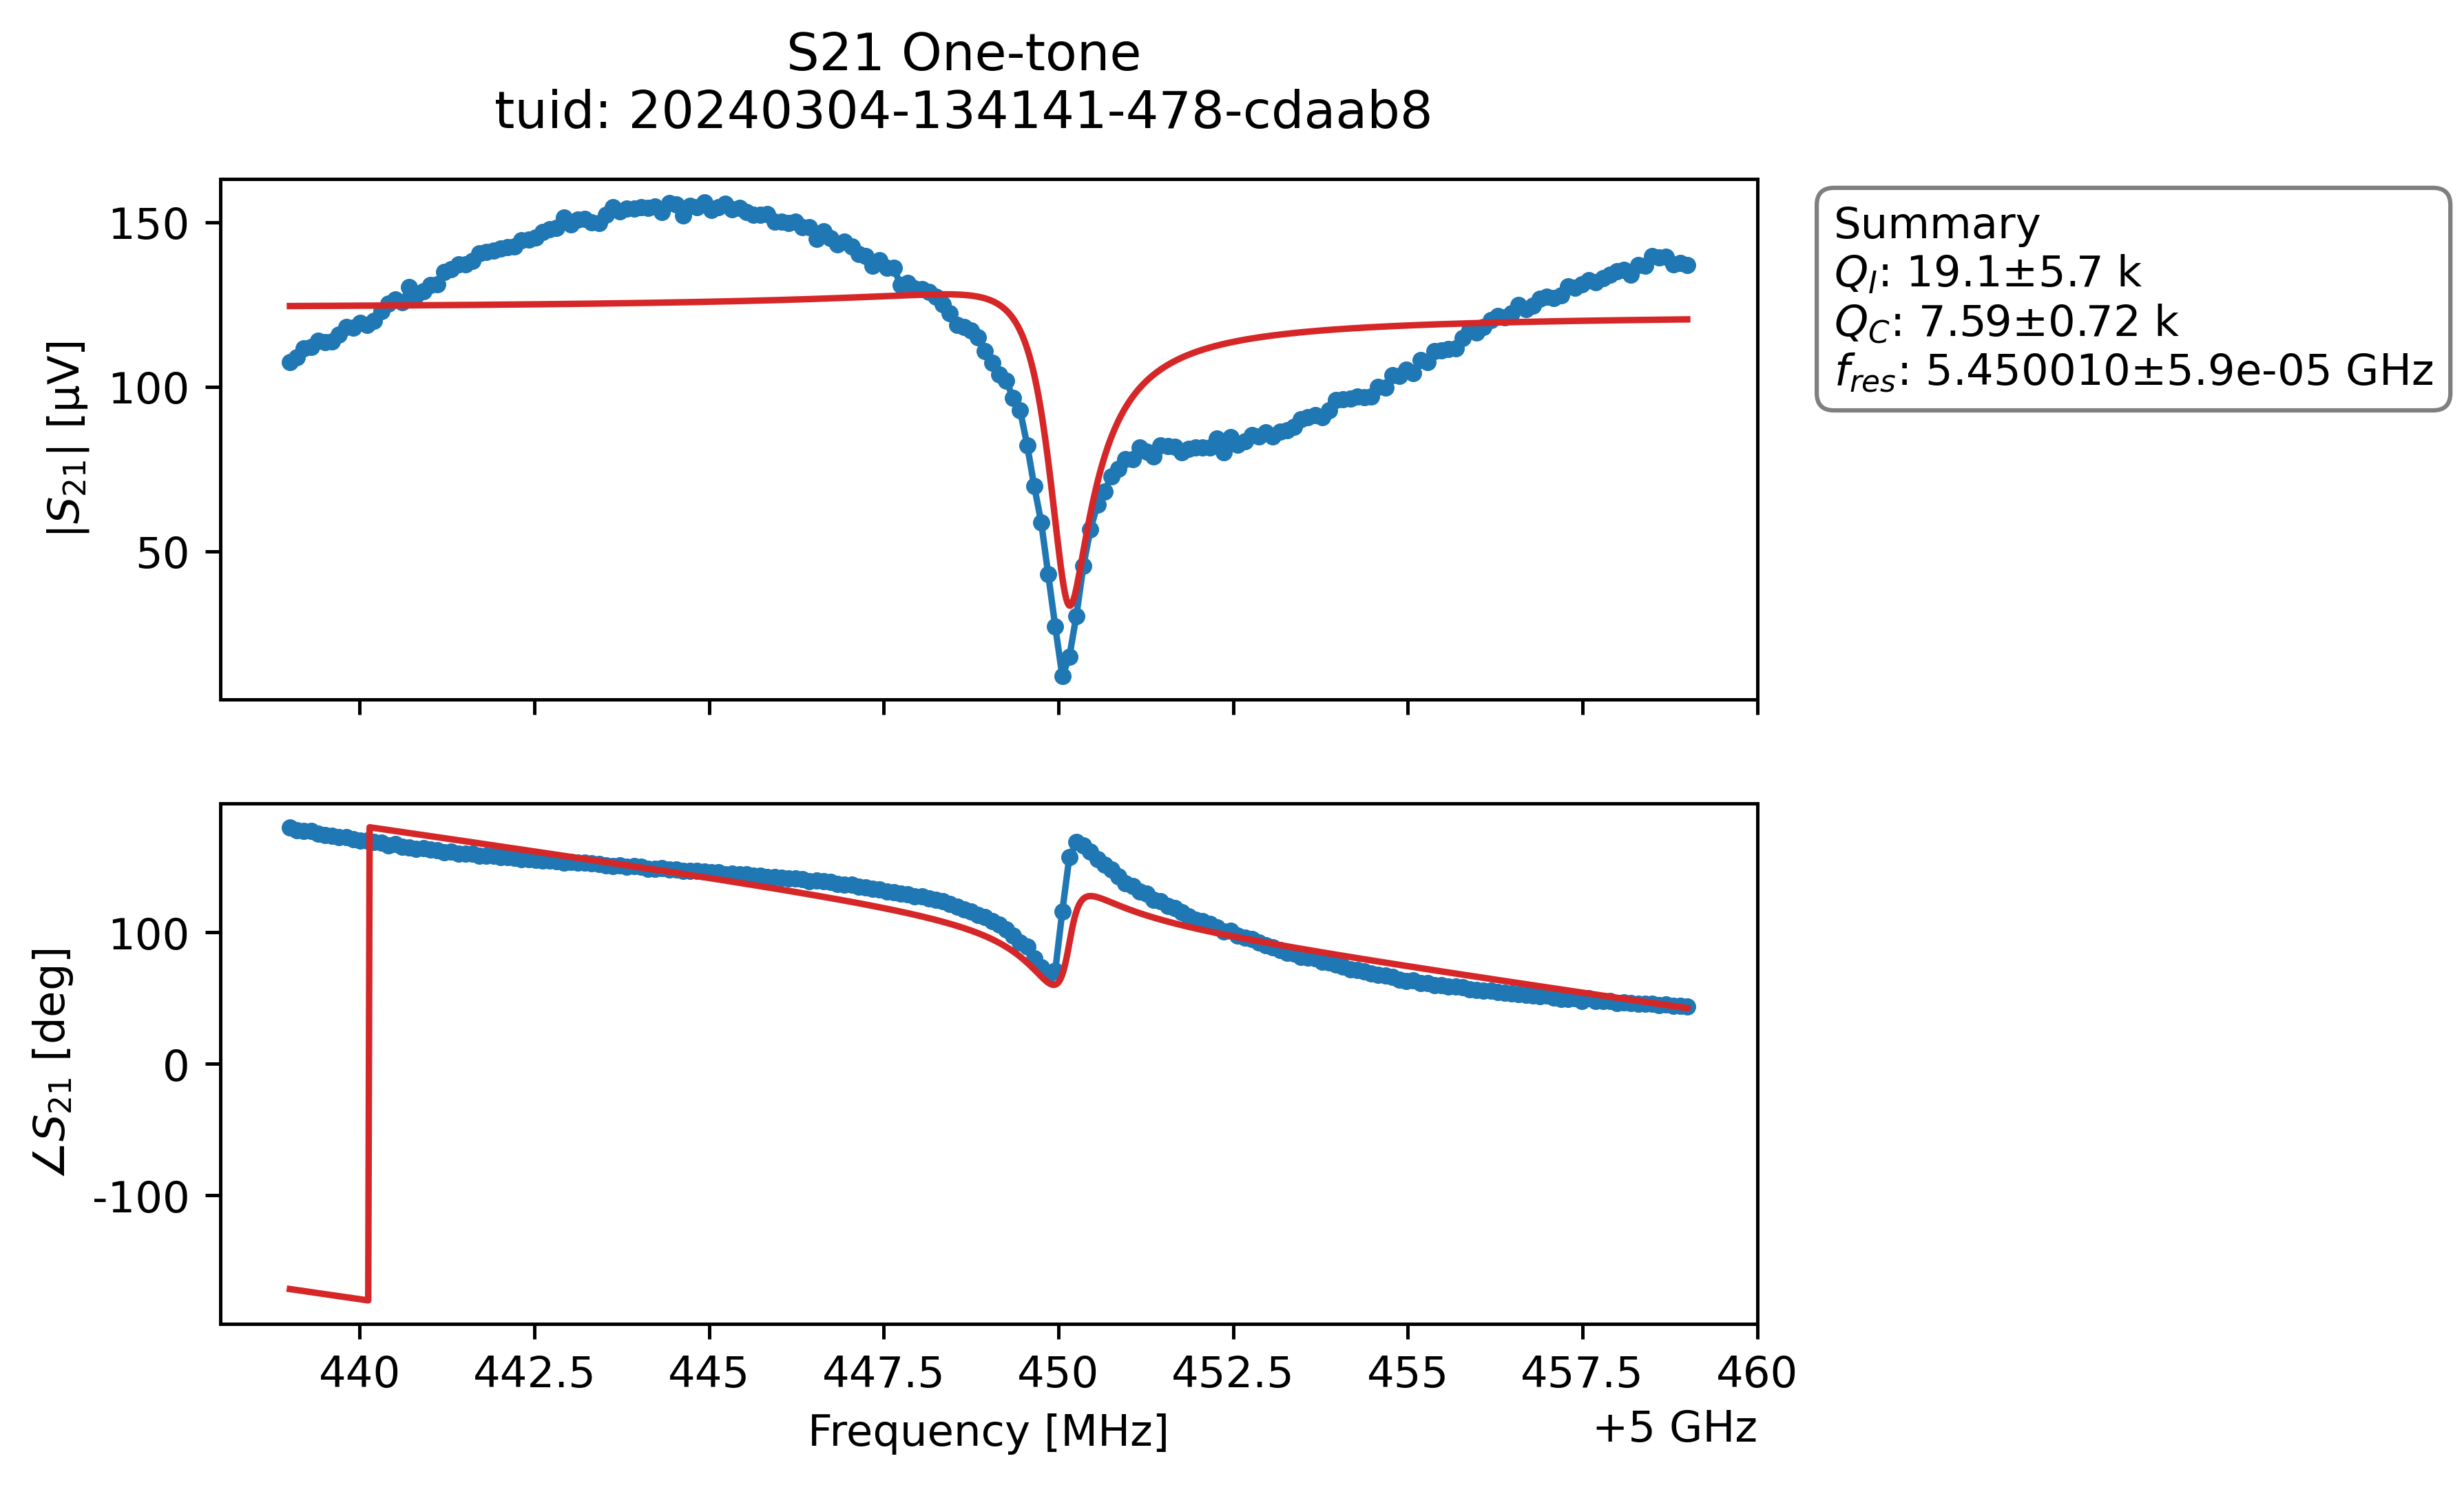 S21 One-tone
tuid: 20240304-134141-478-cdaab8
150
100
50
|S21| [µV]
Summary
QI: 19.1±5.7 k
QC: 7.59±0.72 k
fres: 5.450010±5.9e-05 GHz
100
0
-100
∠S21 [deg]
440 442.5 445 447.5 450 452.5 455 457.5 460
Frequency [MHz]
+5 GHz